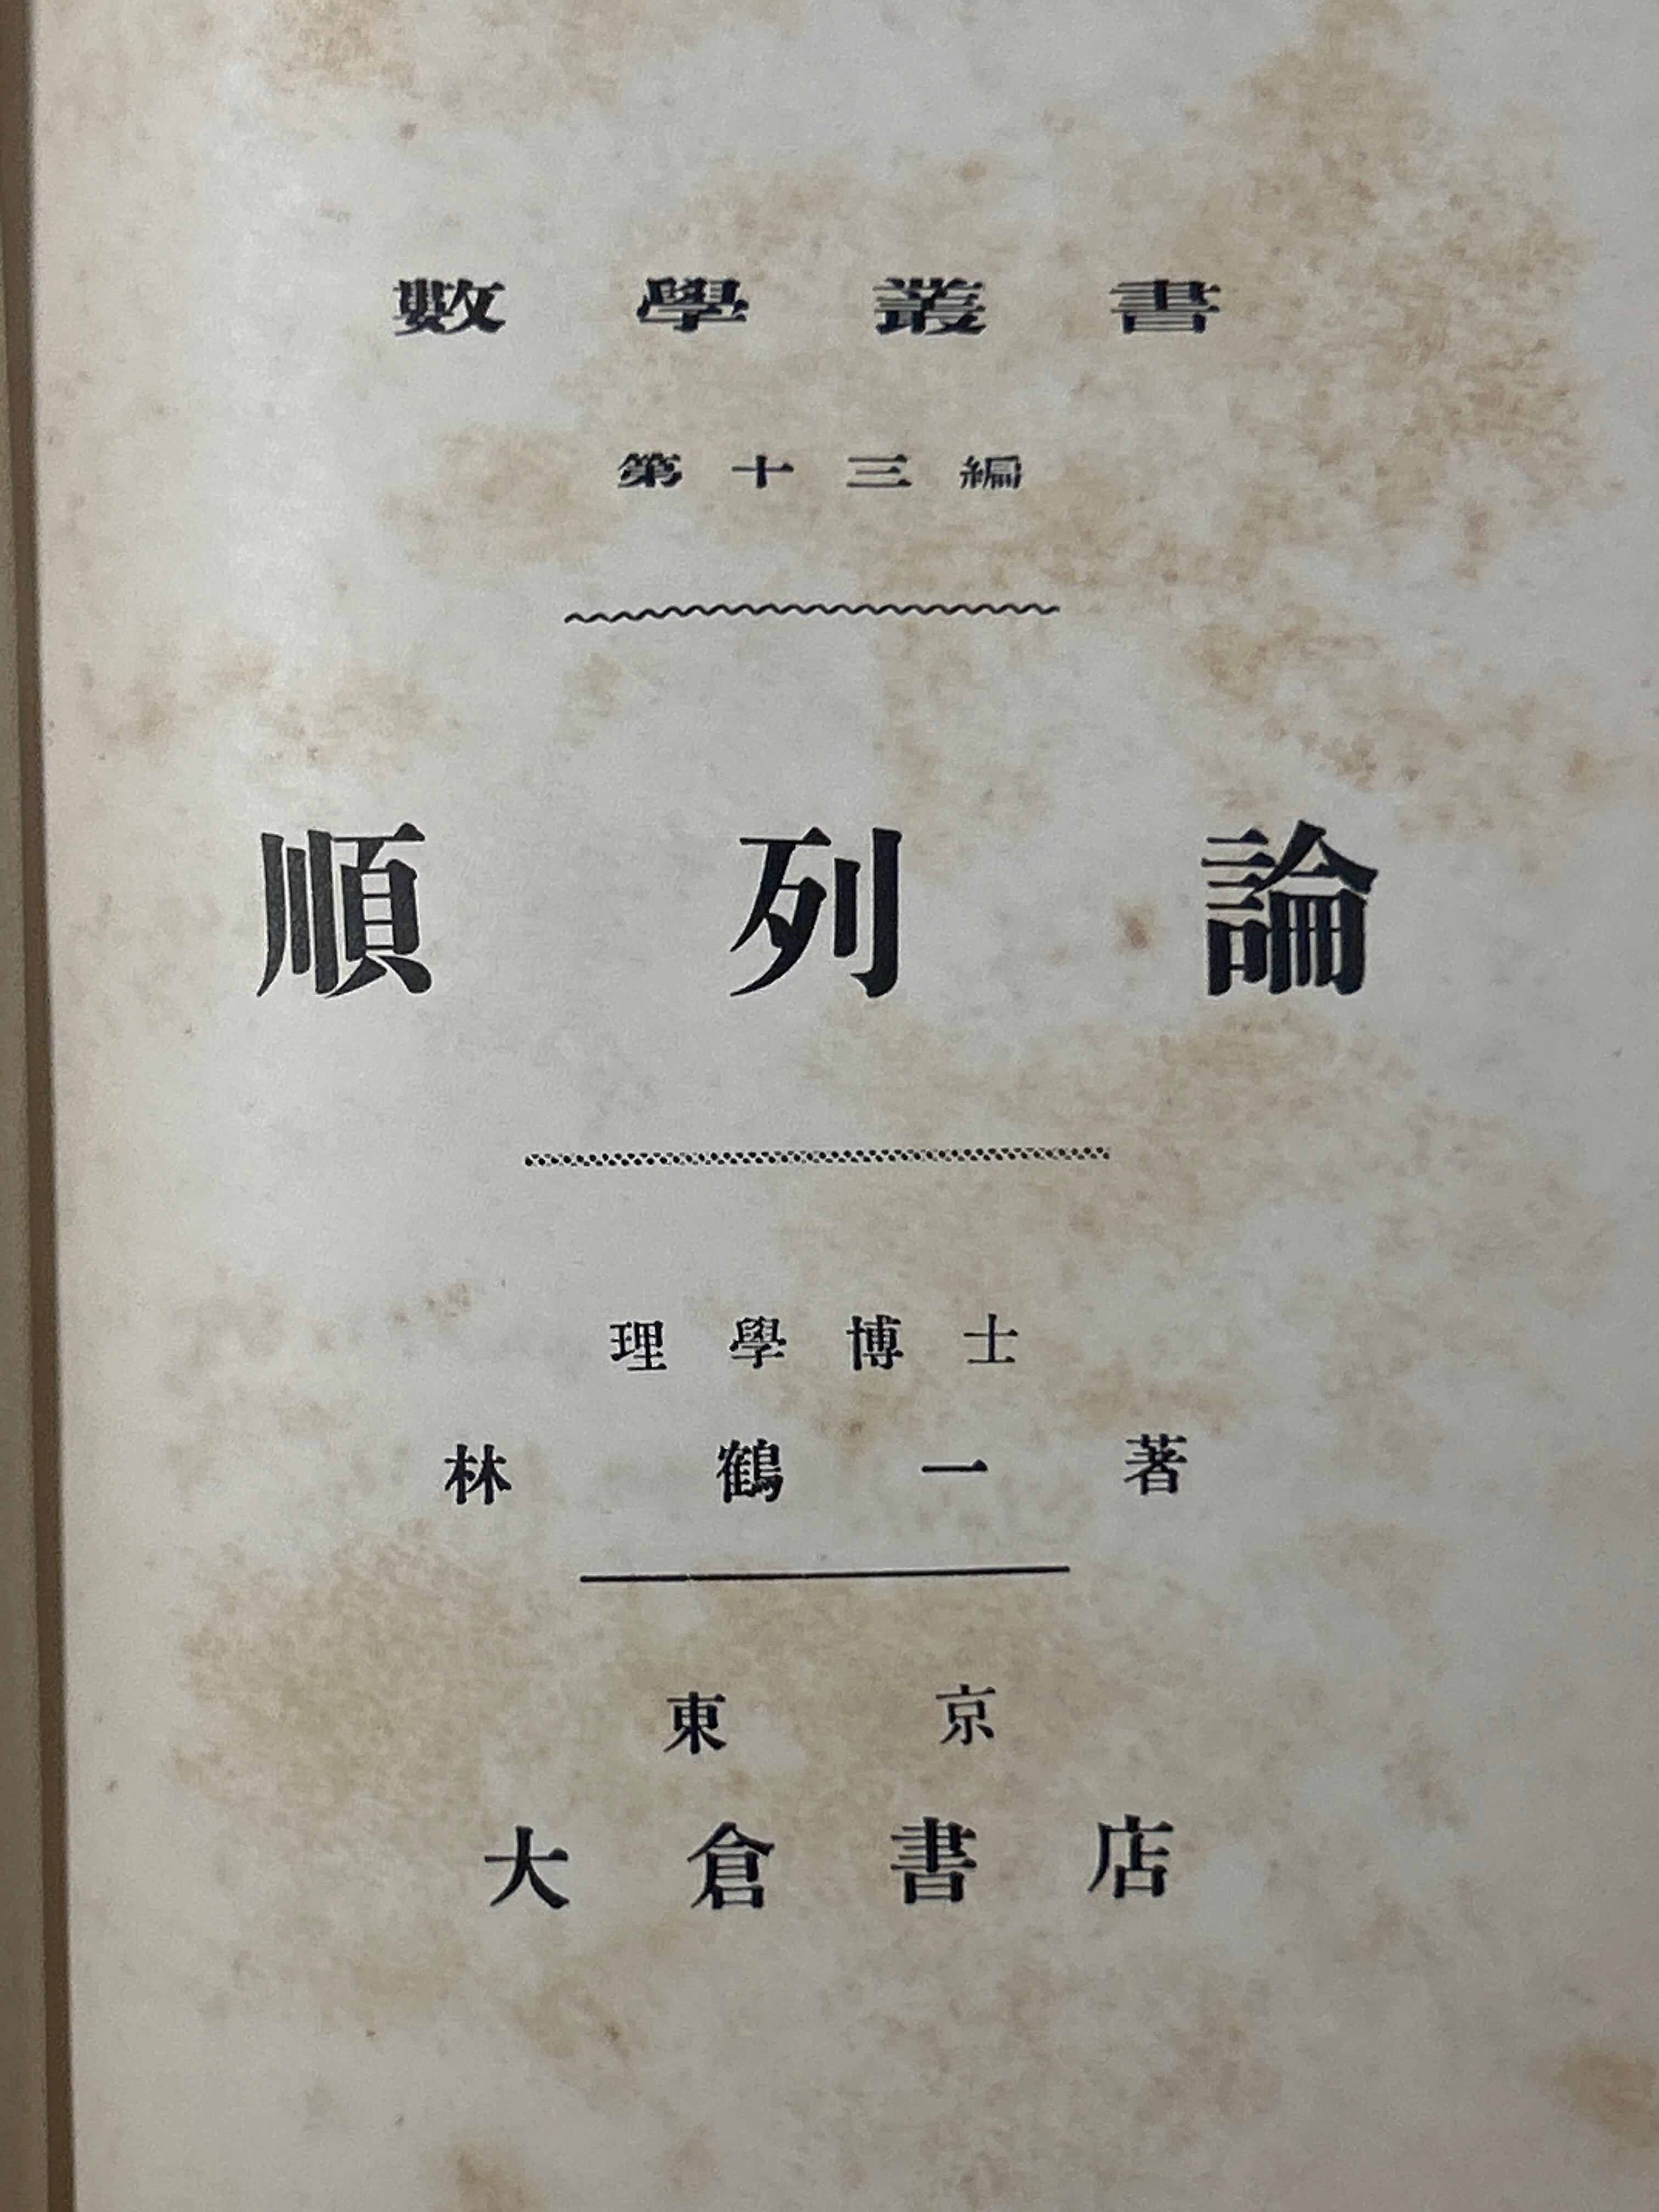 數學叢書
第十三編
順列論
理學博士
林鶴一著
東京
大倉書店